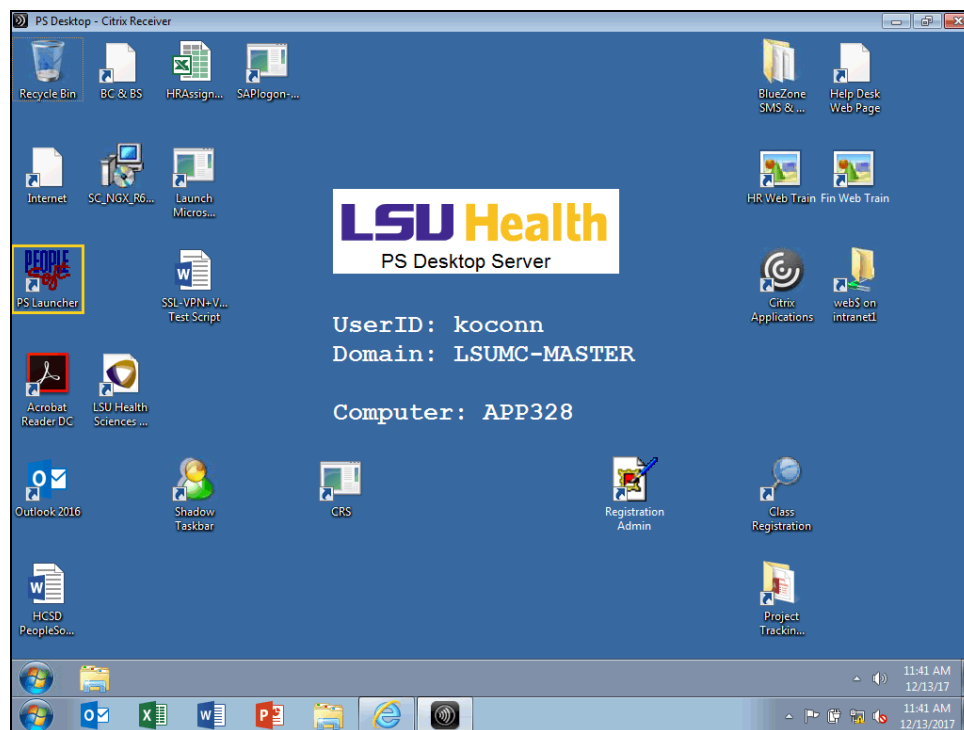 PS Desktop - Citrix Receiver
Recycle Bin
BC & BS
HRAssign...
SAPlogon-...
BlueZone
SMS & ...
Help Desk
Web Page
Internet
SC_NGX_R6...
Launch
Micros...
HR Web Train
Fin Web Train
LSU Health
PS Desktop Server
PEOPLE
Soft
PS Launcher
SSL-VPN+V...
Test Script
Citrix
Applications
web$ on
intranet1
UserID: koconn
Domain: LSUMC-MASTER
Computer: APP328
Acrobat
Reader DC
LSU Health
Sciences ...
Outlook 2016
Shadow
Taskbar
CRS
Registration
Admin
Class
Registration
HCSD
PeopleSo...
Project
Trackin...
11:41 AM
12/13/17
11:41 AM
12/13/2017